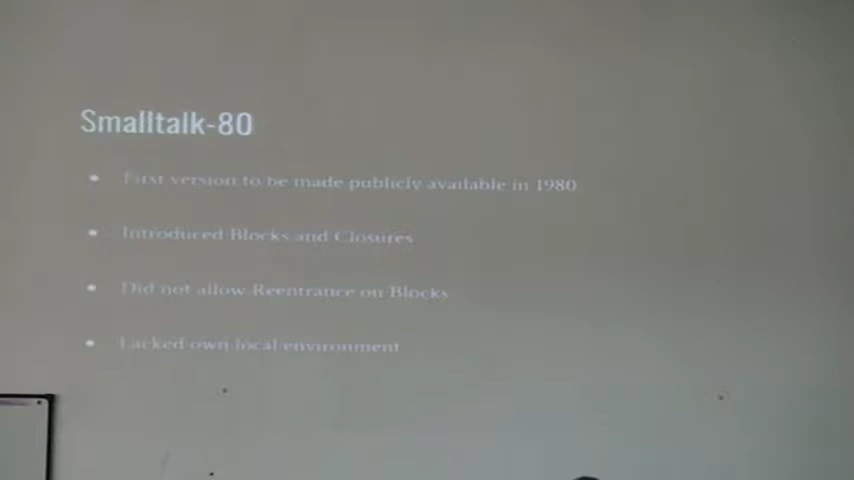 Smalltalk-80
• First version to be made publicly available in 1980
• Introduced Blocks and Closures
• Did not allow Reentrance on Blocks
• Lacked own local environment